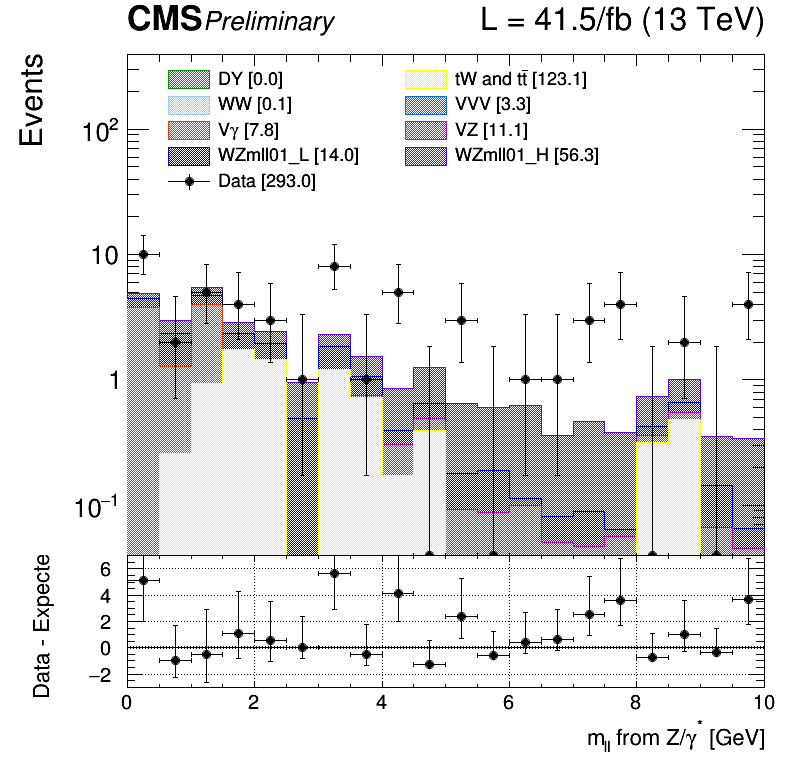 CMS Preliminary L = 41.5/fb (13 TeV)
Events
DY [0.0] tW and tt̄ [123.1]
WW [0.1] VVV [3.3]
Vγ [7.8] VZ [11.1]
WZmll01_L [14.0] WZmll01_H [56.3]
Data [293.0]
10²
10
1
10⁻¹
Data - Expecte
6
4
2
0
−2
0 2 4 6 8 10
m_ll from Z/γ* [GeV]